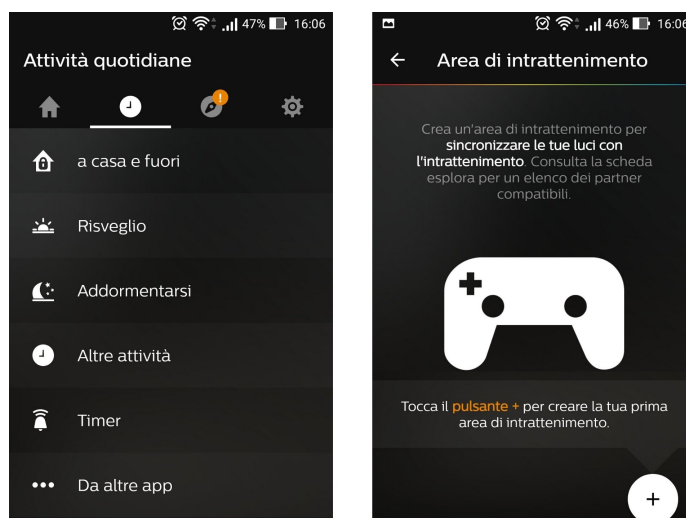 47% 16:06
Attività quotidiane
a casa e fuori
Risveglio
Addormentarsi
Altre attività
Timer
Da altre app
46% 16:06
Area di intrattenimento
Crea un'area di intrattenimento per
sincronizzare le tue luci con
l'intrattenimento. Consulta la scheda
esplora per un elenco dei partner
compatibili.
Tocca il pulsante + per creare la tua prima
area di intrattenimento.